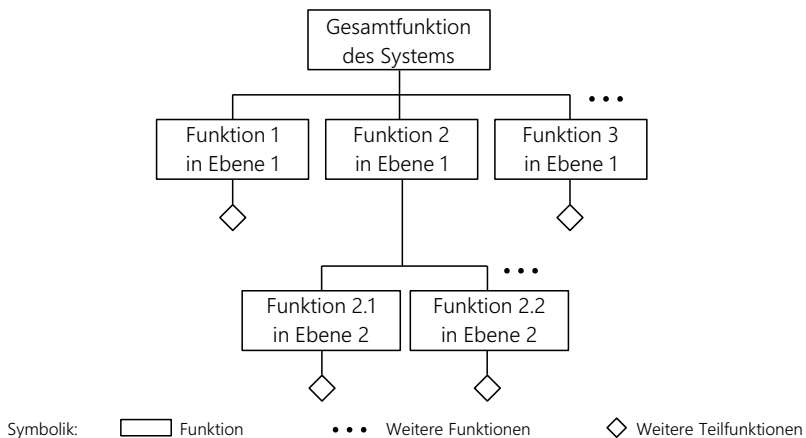 Gesamtfunktion
des Systems
Funktion 1
in Ebene 1
Funktion 2
in Ebene 1
Funktion 3
in Ebene 1
Funktion 2.1
in Ebene 2
Funktion 2.2
in Ebene 2
Symbolik: Funktion Weitere Funktionen Weitere Teilfunktionen